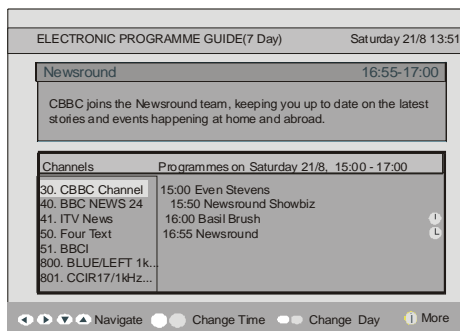 ELECTRONIC PROGRAMME GUIDE(7 Day) Saturday 21/8 13:51
Newsround 16:55-17:00
CBBC joins the Newsround team, keeping you up to date on the latest
stories and events happening at home and abroad.
Channels Programmes on Saturday 21/8, 15:00 - 17:00
30. CBBC Channel 15:00 Even Stevens
40. BBC NEWS 24 15:50 Newsround Showbiz
41. ITV News 16:00 Basil Brush
50. Four Text 16:55 Newsround
51. BBCI
800. BLUE/LEFT 1k...
801. CCIR17/1kHz...
Navigate Change Time Change Day i More